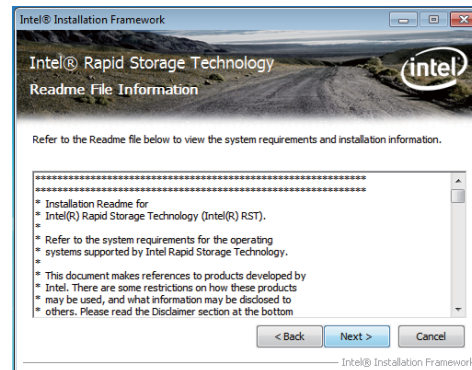 Intel® Installation Framework
Intel® Rapid Storage Technology
Readme File Information
intel
Refer to the Readme file below to view the system requirements and installation information.
************************************************************
************************************************************
* Installation Readme for
* Intel(R) Rapid Storage Technology (Intel(R) RST).
*
* Refer to the system requirements for the operating
* systems supported by Intel Rapid Storage Technology.
*
* This document makes references to products developed by
* Intel. There are some restrictions on how these products
* may be used, and what information may be disclosed to
* others. Please read the Disclaimer section at the bottom
< Back Next > Cancel
Intel® Installation Framework